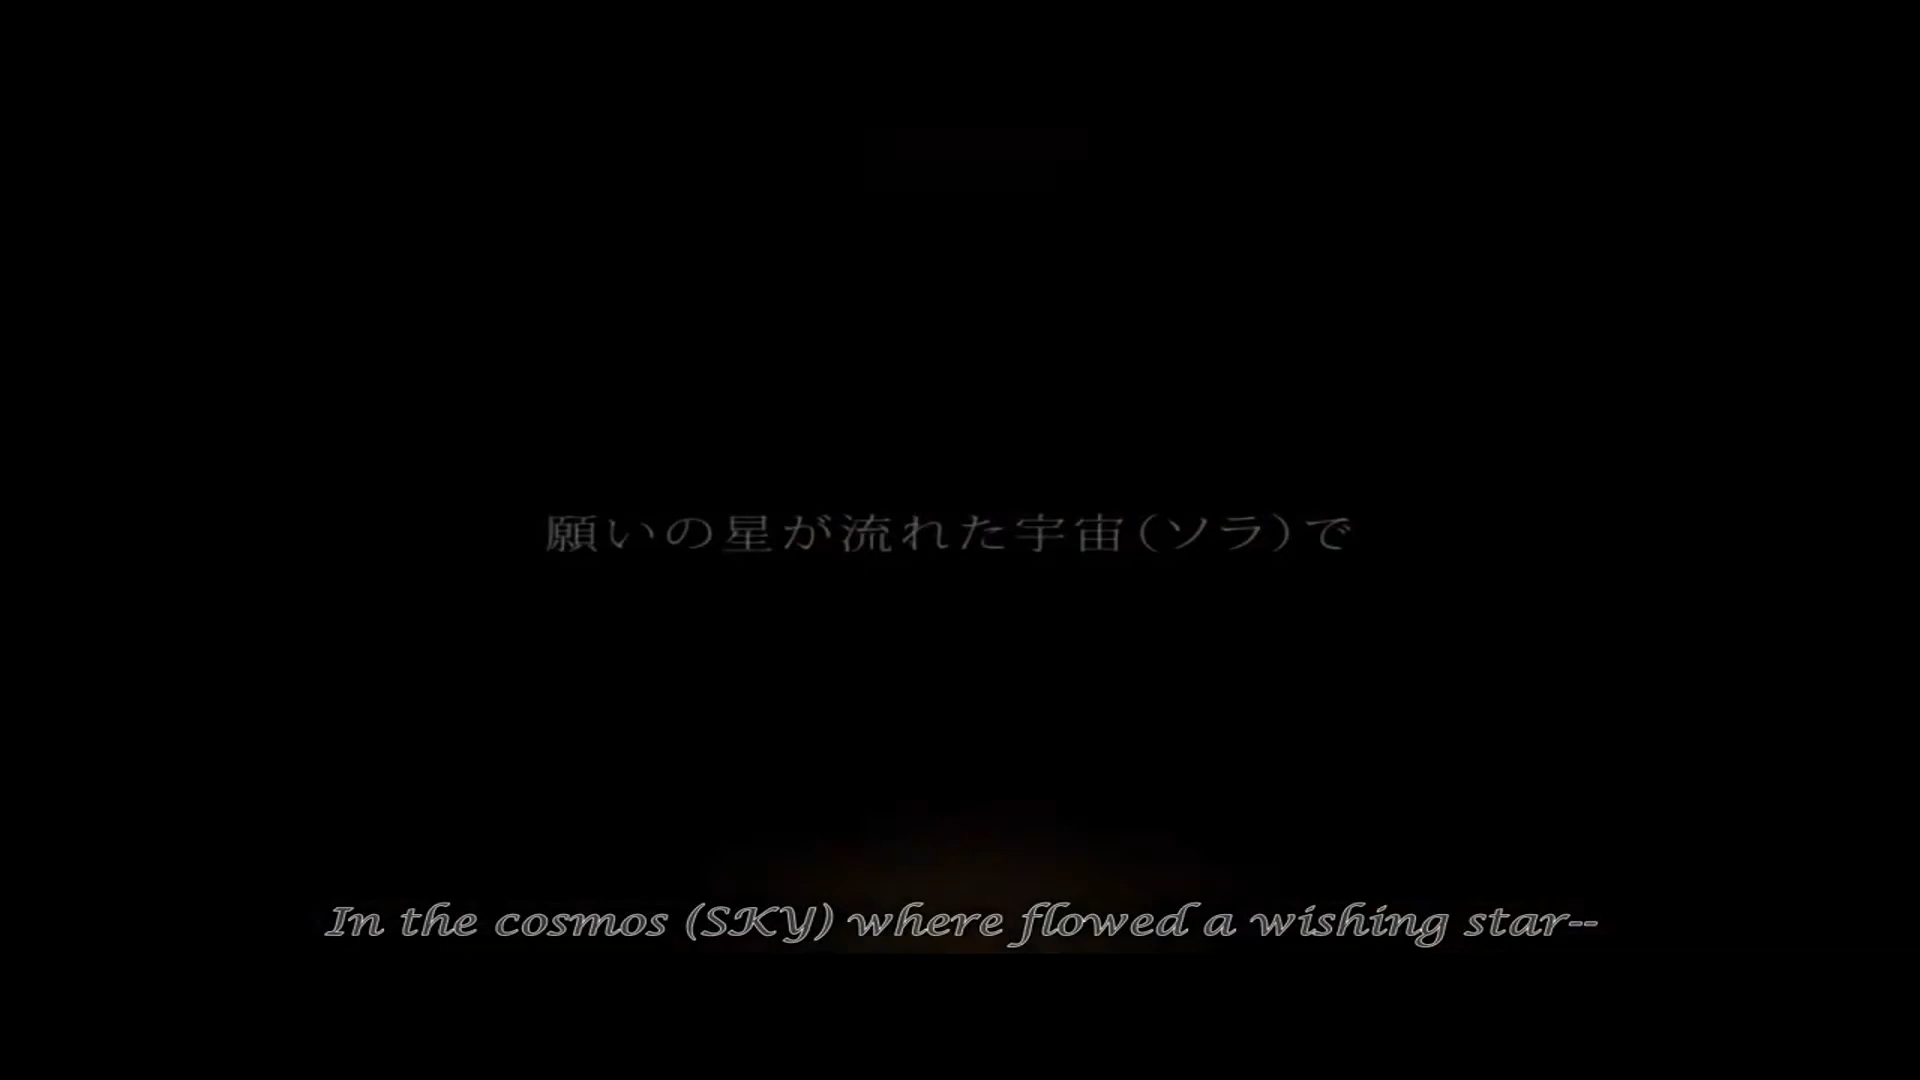 願いの星が流れた宇宙(ソラ)で
In the cosmos (SKY) where flowed a wishing star--